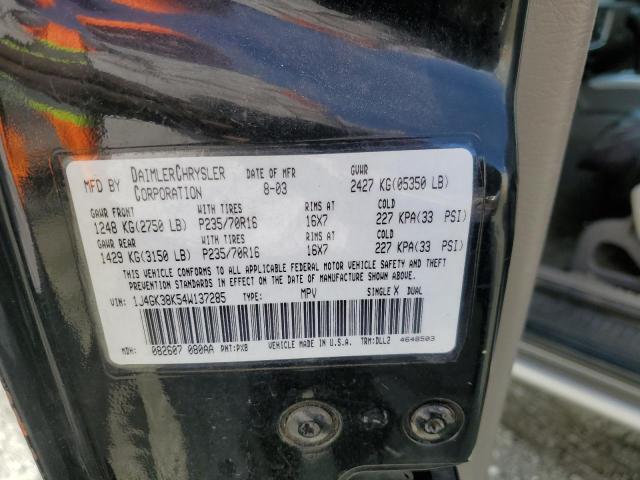 MFD BY DAIMLERCHRYSLER CORPORATION DATE OF MFR 8-03 GVWR 2427 KG(05350 LB)
GAWR FRONT WITH TIRES RIMS AT COLD
1248 KG(2750 LB) P235/70R16 16X7 227 KPA(33 PSI)
GAWR REAR WITH TIRES RIMS AT COLD
1429 KG(3150 LB) P235/70R16 16X7 227 KPA(33 PSI)
THIS VEHICLE CONFORMS TO ALL APPLICABLE FEDERAL MOTOR VEHICLE SAFETY AND THEFT
PREVENTION STANDARDS IN EFFECT ON THE DATE OF MANUFACTURE SHOWN ABOVE.
VIN: 1J4GK38K54W137285 TYPE: MPV SINGLE X DUAL
MDH: 082607 080AA PNT:PX8 VEHICLE MADE IN U.S.A. TRM:DLL2 4648503